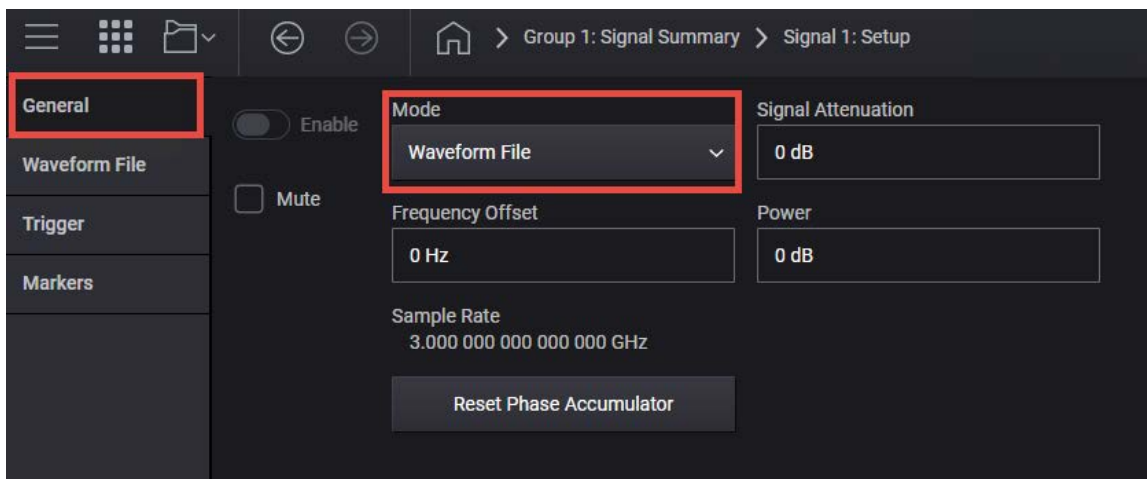 Group 1: Signal Summary
Signal 1: Setup
General
Waveform File
Trigger
Markers
Enable
Mute
Mode
Waveform File
Signal Attenuation
0 dB
Frequency Offset
0 Hz
Power
0 dB
Sample Rate
3.000 000 000 000 000 GHz
Reset Phase Accumulator